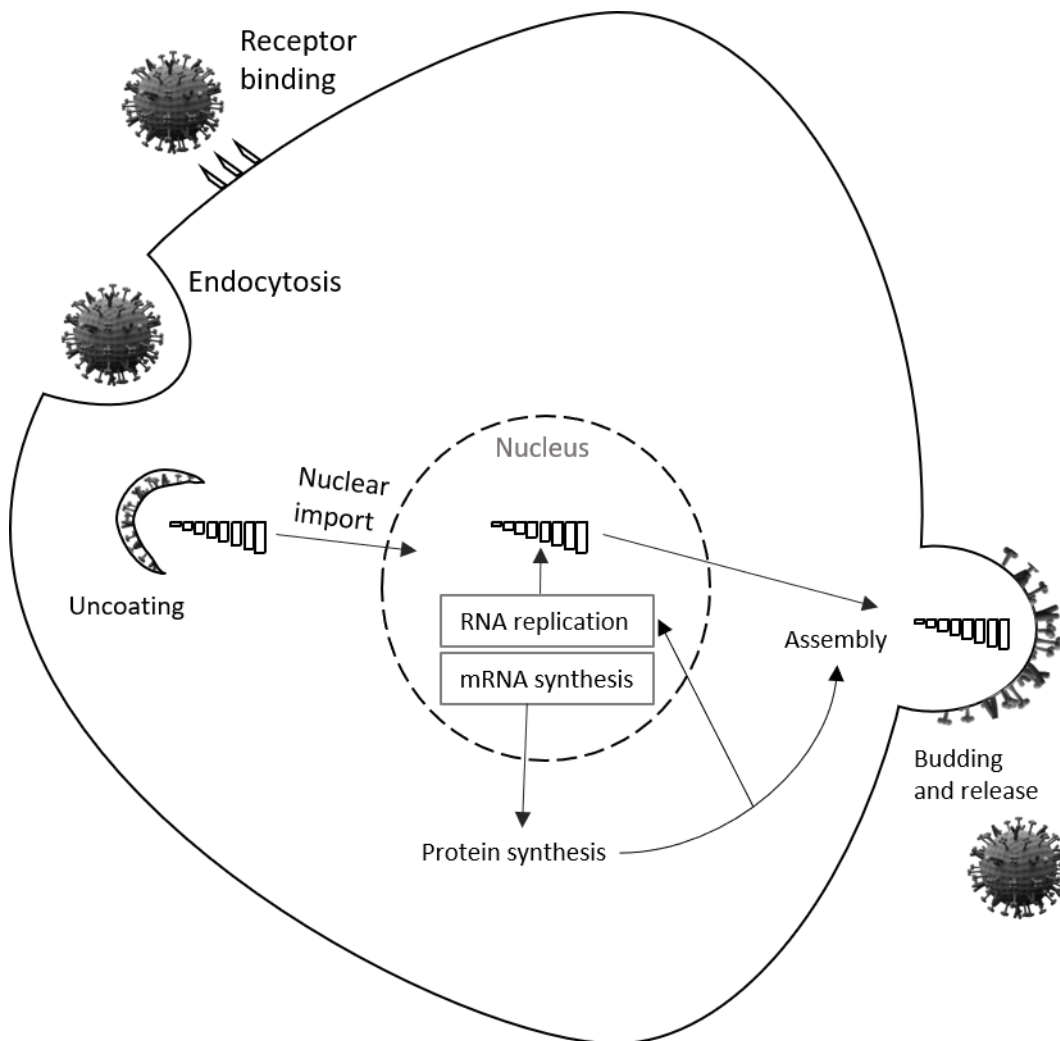 Receptor
binding
Endocytosis
Nucleus
Nuclear
import
Uncoating
RNA replication
mRNA synthesis
Assembly
Protein synthesis
Budding
and release